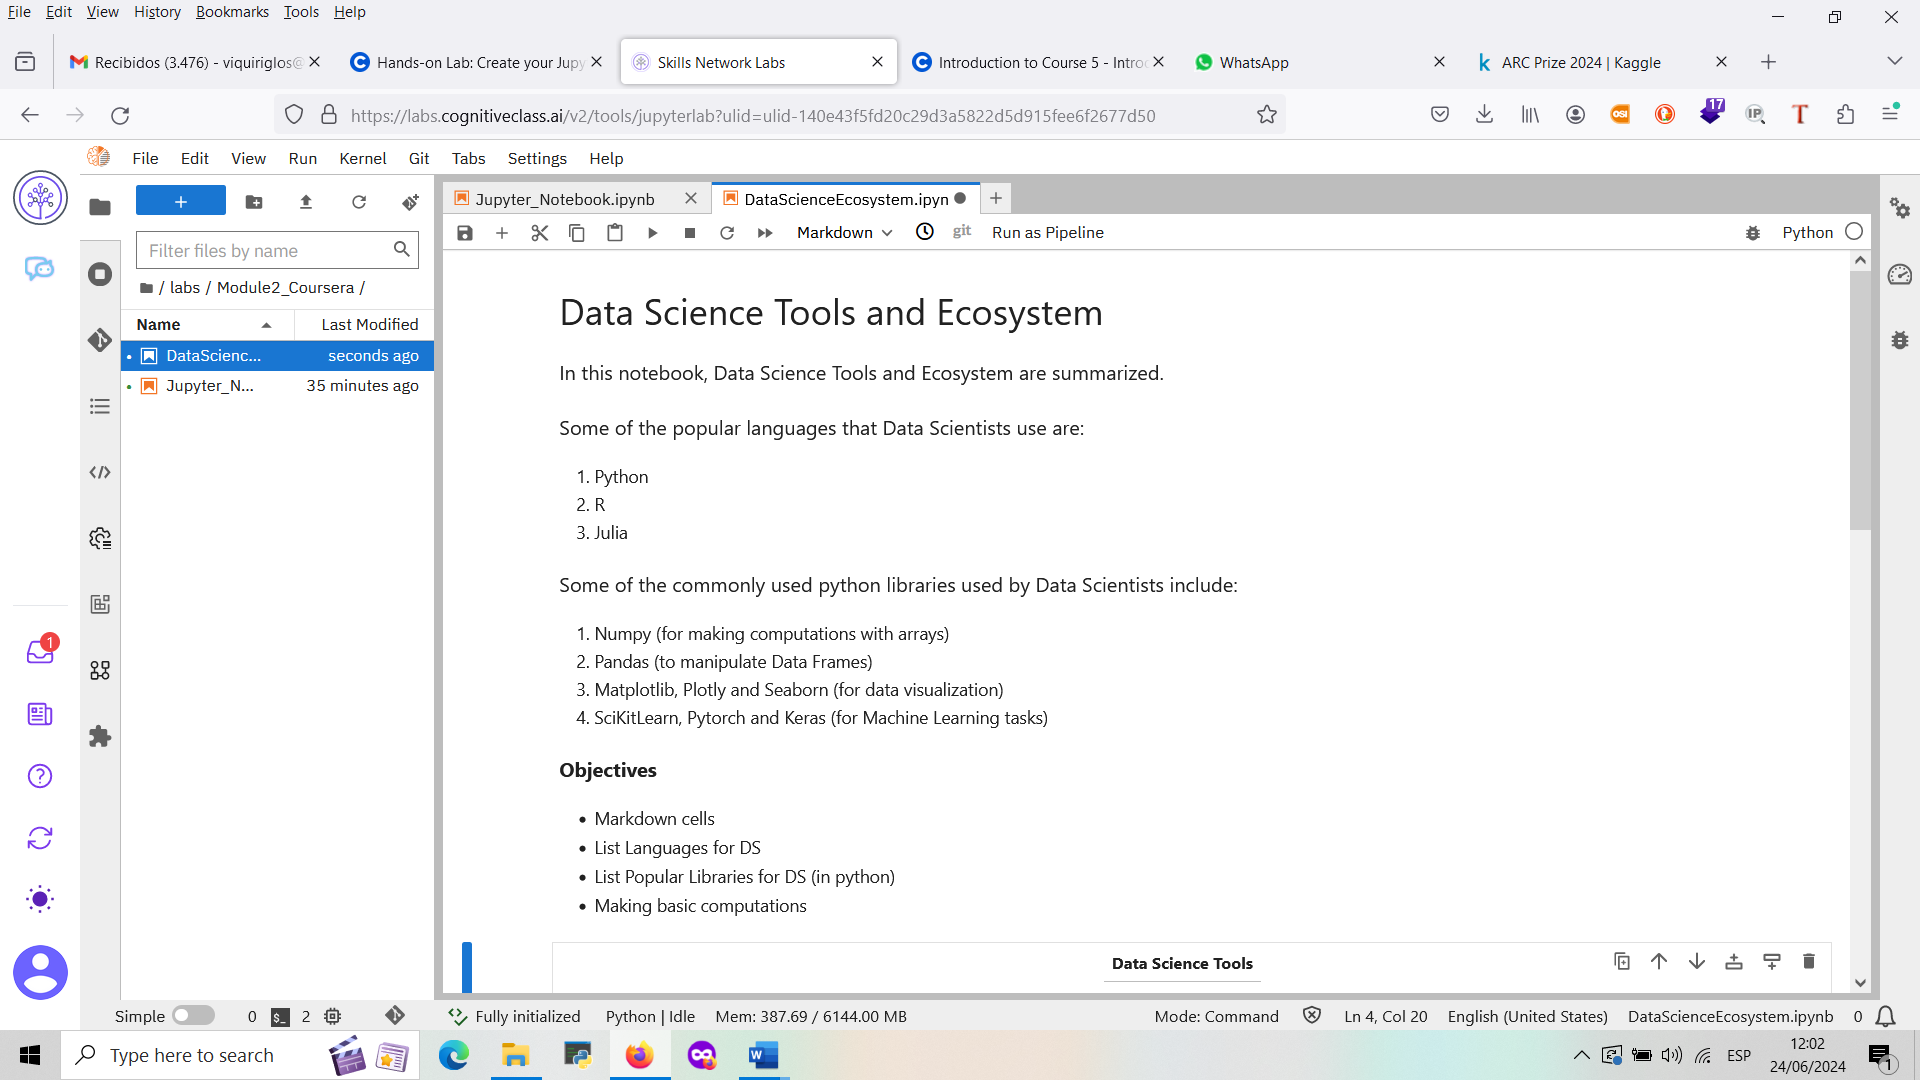 File Edit View History Bookmarks Tools Help
Recibidos (3.476) - viquiriglos@ Hands-on Lab: Create your Jupy Skills Network Labs Introduction to Course 5 - Intro WhatsApp ARC Prize 2024 | Kaggle
https://labs.cognitiveclass.ai/v2/tools/jupyterlab?ulid=ulid-140e43f5fd20c29d3a5822d5d915fee6f2677d50
17
File Edit View Run Kernel Git Tabs Settings Help
Jupyter_Notebook.ipynb DataScienceEcosystem.ipyn
Markdown git Run as Pipeline Python
Filter files by name
/ labs / Module2_Coursera /
Name Last Modified
DataScienc... seconds ago
Jupyter_N... 35 minutes ago
1
Data Science Tools and Ecosystem
In this notebook, Data Science Tools and Ecosystem are summarized.
Some of the popular languages that Data Scientists use are:
1. Python
2. R
3. Julia
Some of the commonly used python libraries used by Data Scientists include:
1. Numpy (for making computations with arrays)
2. Pandas (to manipulate Data Frames)
3. Matplotlib, Plotly and Seaborn (for data visualization)
4. SciKitLearn, Pytorch and Keras (for Machine Learning tasks)
Objectives
• Markdown cells
• List Languages for DS
• List Popular Libraries for DS (in python)
• Making basic computations
Data Science Tools
Simple 0 2 Fully initialized Python | Idle Mem: 387.69 / 6144.00 MB Mode: Command Ln 4, Col 20 English (United States) DataScienceEcosystem.ipynb 0
Type here to search
ESP
12:02
24/06/2024
1